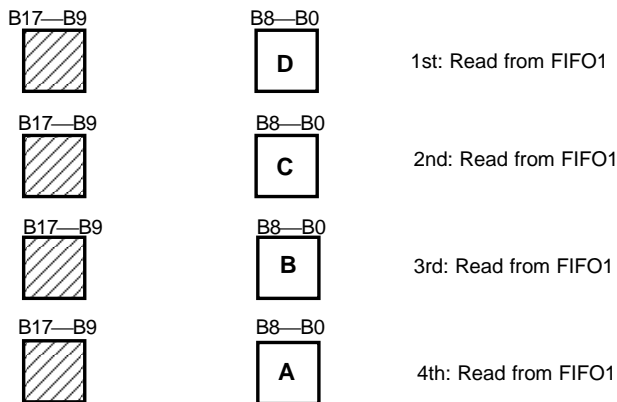 B17—B9 B8—B0
D 1st: Read from FIFO1
B17—B9 B8—B0
C 2nd: Read from FIFO1
B17—B9 B8—B0
B 3rd: Read from FIFO1
B17—B9 B8—B0
A 4th: Read from FIFO1